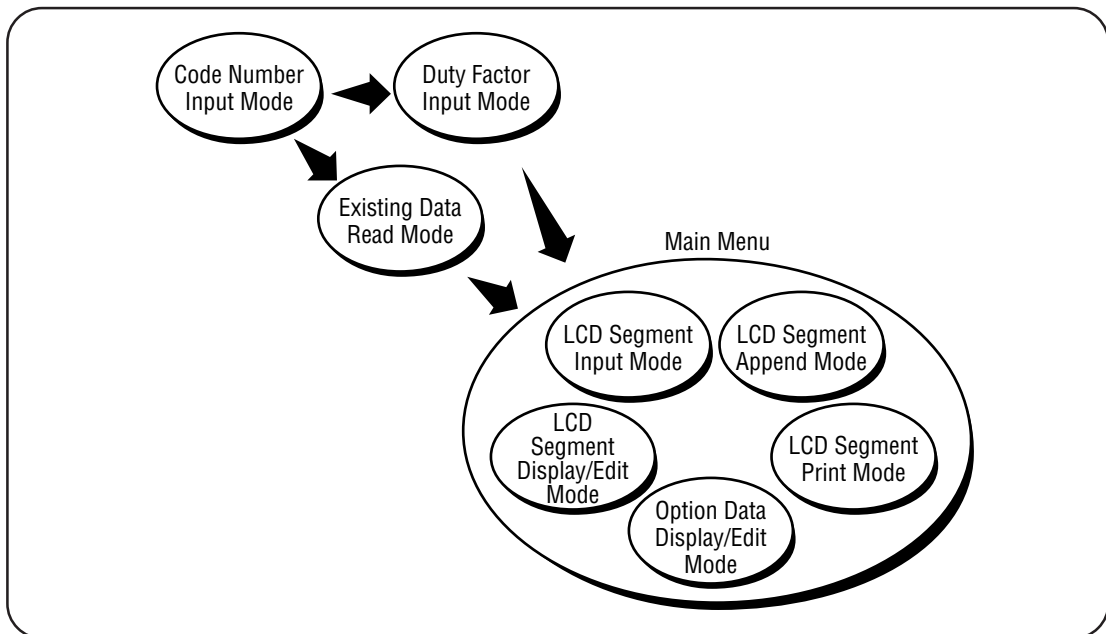 Code Number
Input Mode
Duty Factor
Input Mode
Existing Data
Read Mode
Main Menu
LCD Segment
Input Mode
LCD Segment
Append Mode
LCD
Segment
Display/Edit
Mode
LCD Segment
Print Mode
Option Data
Display/Edit
Mode